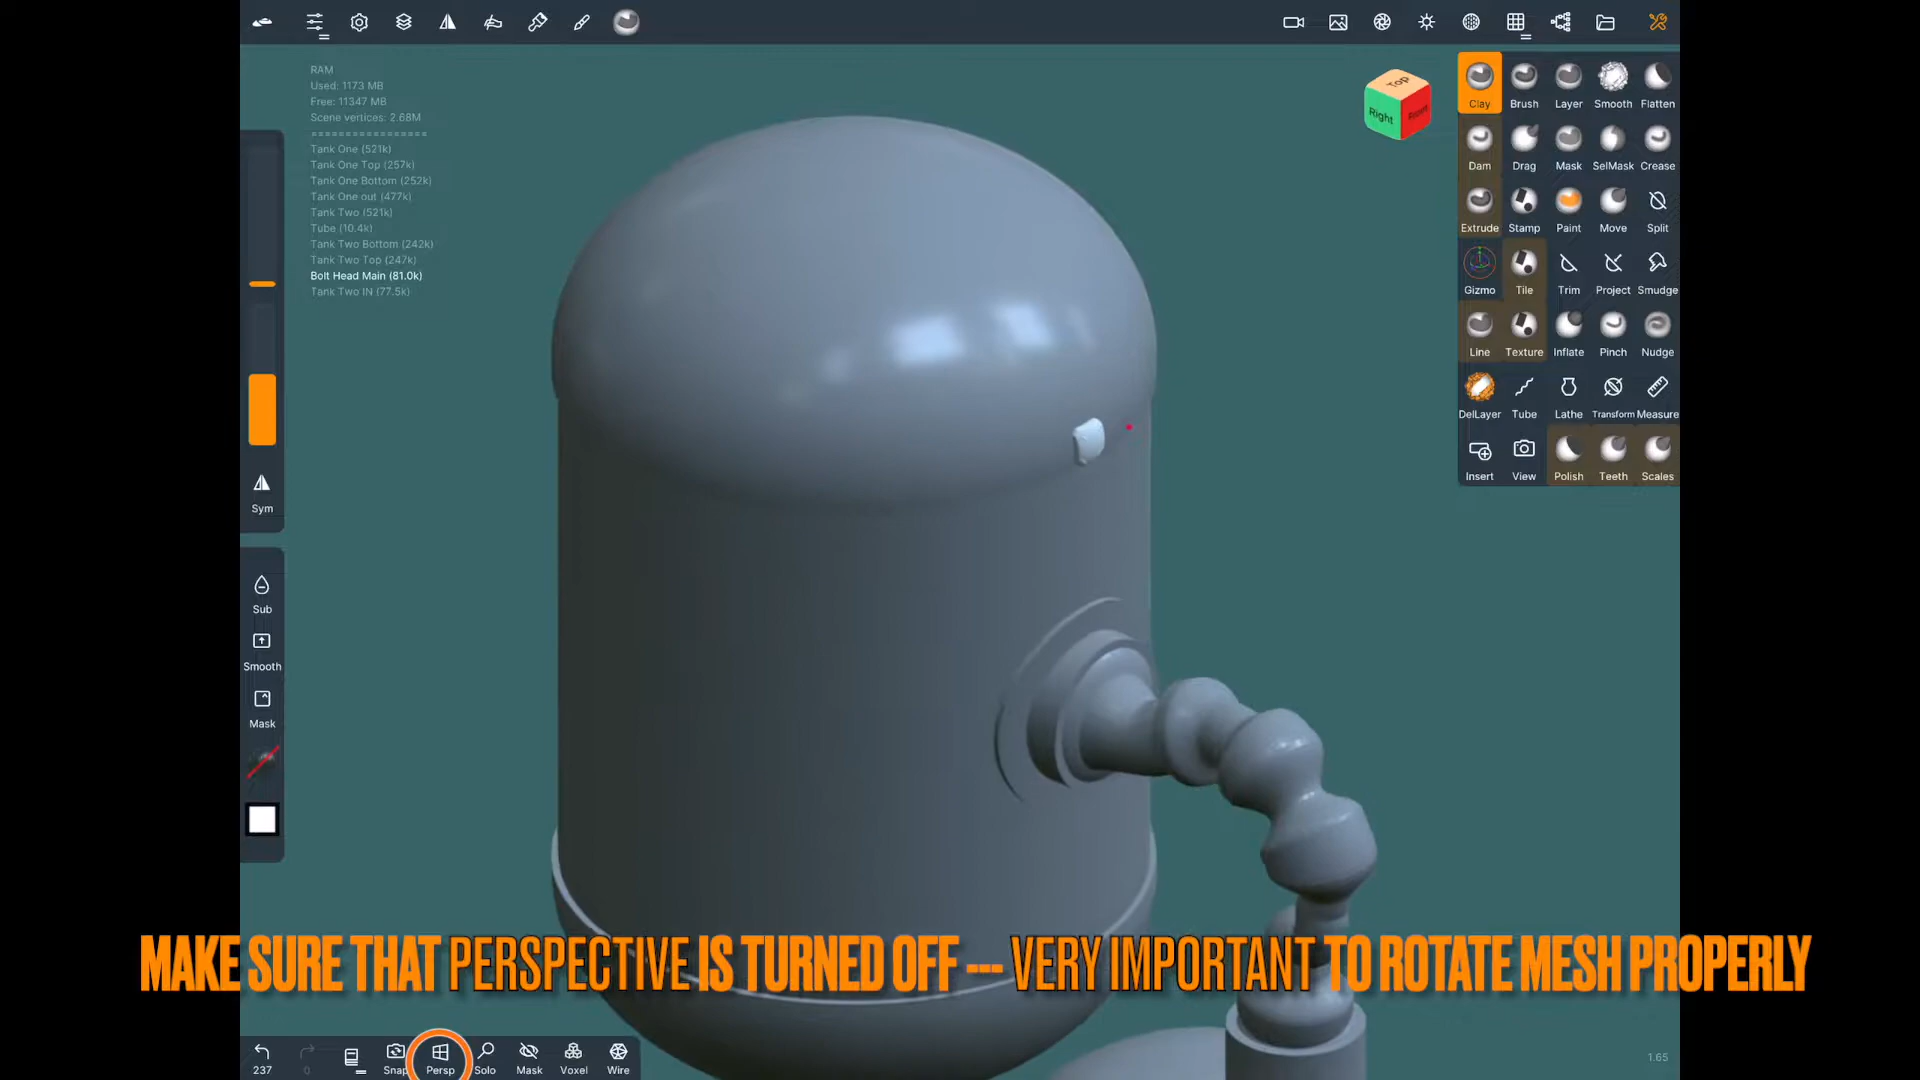 RAM
Used: 1173 MB
Free: 11347 MB
Scene vertices: 2.68M
=================
Tank One (521k)
Tank One Top (257k)
Tank One Bottom (252k)
Tank One out (477k)
Tank Two (521k)
Tube (10.4k)
Tank Two Bottom (242k)
Tank Two Top (247k)
Bolt Head Main (81.0k)
Tank Two IN (77.5k)
Top
Right Front
Clay Brush Layer Smooth Flatten
Dam Drag Mask SelMask Crease
Extrude Stamp Paint Move Split
Gizmo Tile Trim Project Smudge
Line Texture Inflate Pinch Nudge
DelLayer Tube Lathe Transform Measure
Insert View Polish Teeth Scales
Sym
Sub
Smooth
Mask
MAKE SURE THAT PERSPECTIVE IS TURNED OFF --- VERY IMPORTANT TO ROTATE MESH PROPERLY
237 0 Snap Persp Solo Mask Voxel Wire
1.65